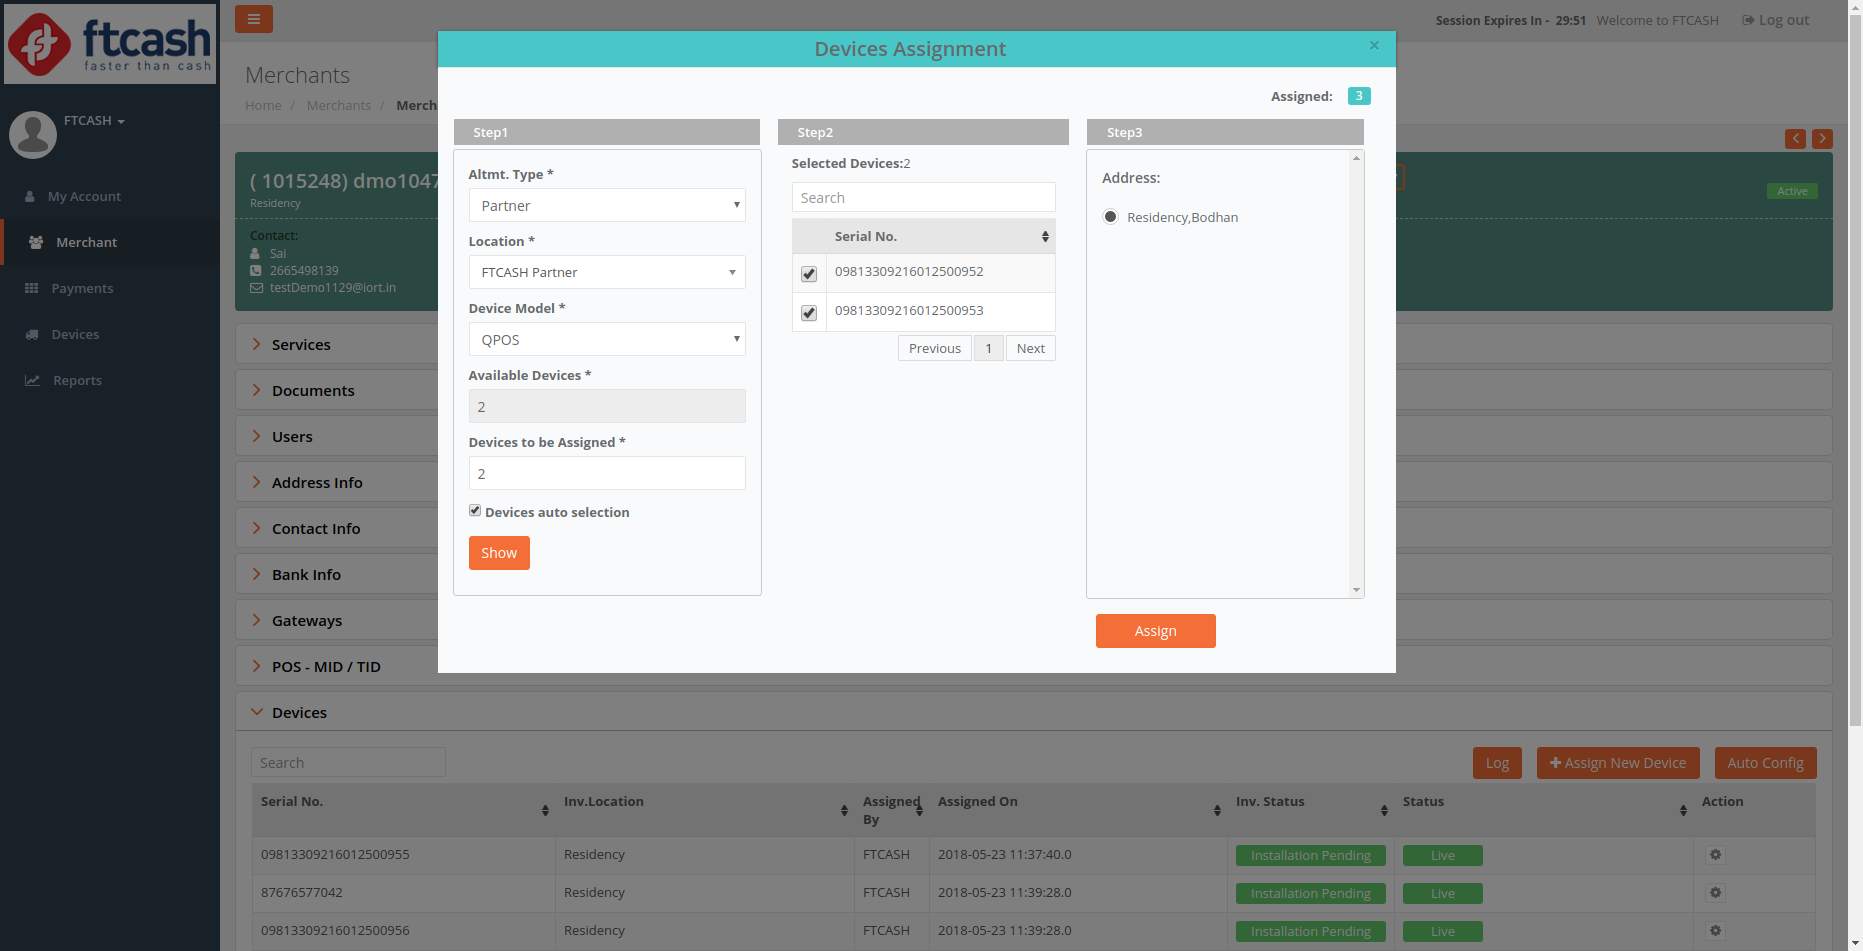 ftcash
faster than cash
Session Expires In - 29:51 Welcome to FTCASH Log out
Merchants
Home / Merchants / Merch
FTCASH
My Account
Merchant
Payments
Devices
Reports
( 1015248) dmo1047
Residency
Active
Contact:
Sai
2665498139
testDemo1129@iort.in
Services
Documents
Users
Address Info
Contact Info
Bank Info
Gateways
POS - MID / TID
Devices
Devices Assignment ×
Assigned: 3
Step1
Altmt. Type *
Partner
Location *
FTCASH Partner
Device Model *
QPOS
Available Devices *
2
Devices to be Assigned *
2
Devices auto selection
Show
Step2
Selected Devices:2
Search
Serial No.
09813309216012500952
09813309216012500953
Previous 1 Next
Step3
Address:
Residency,Bodhan
Assign
Search
Log Assign New Device Auto Config
Serial No. Inv.Location Assigned By Assigned On Inv. Status Status Action
09813309216012500955 Residency FTCASH 2018-05-23 11:37:40.0 Installation Pending Live
87676577042 Residency FTCASH 2018-05-23 11:39:28.0 Installation Pending Live
09813309216012500956 Residency FTCASH 2018-05-23 11:39:28.0 Installation Pending Live